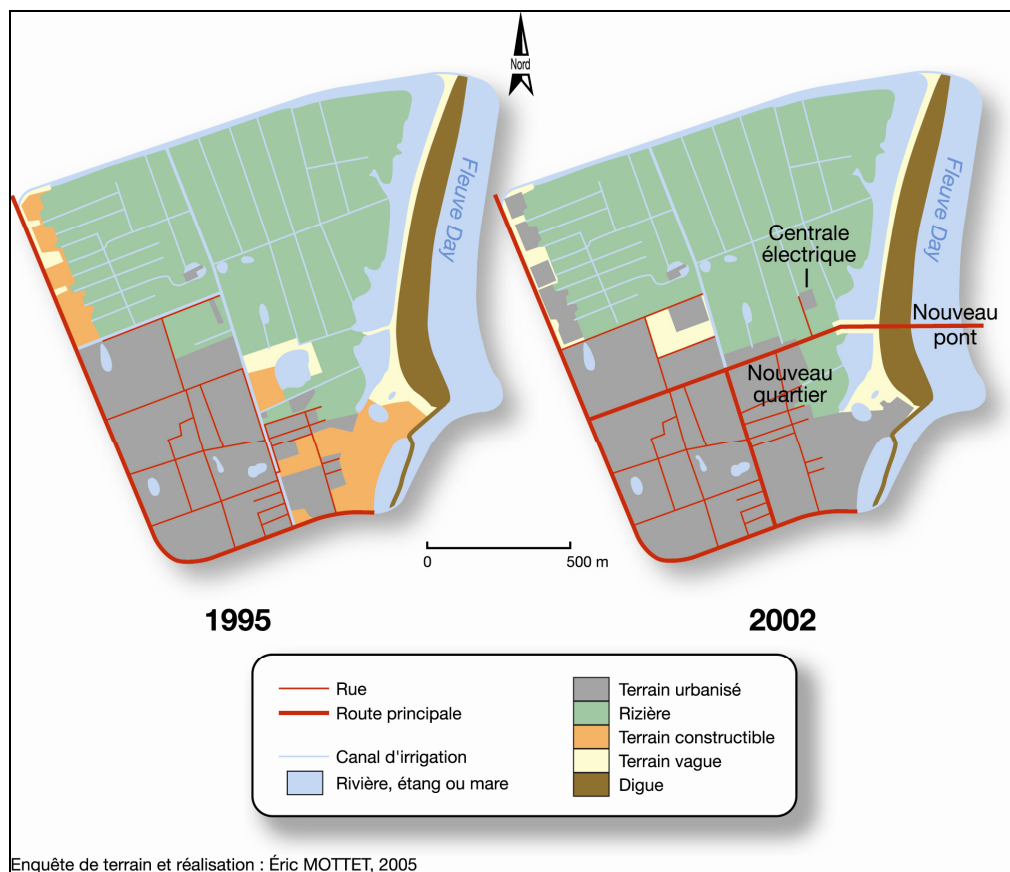 Nord
Fleuve Day
Fleuve Day
Centrale
électrique
Nouveau
pont
Nouveau
quartier
0
500 m
1995
2002
Rue
Route principale
Canal d'irrigation
Rivière, étang ou mare
Terrain urbanisé
Rizière
Terrain constructible
Terrain vague
Digue
Enquête de terrain et réalisation : Éric MOTTET, 2005